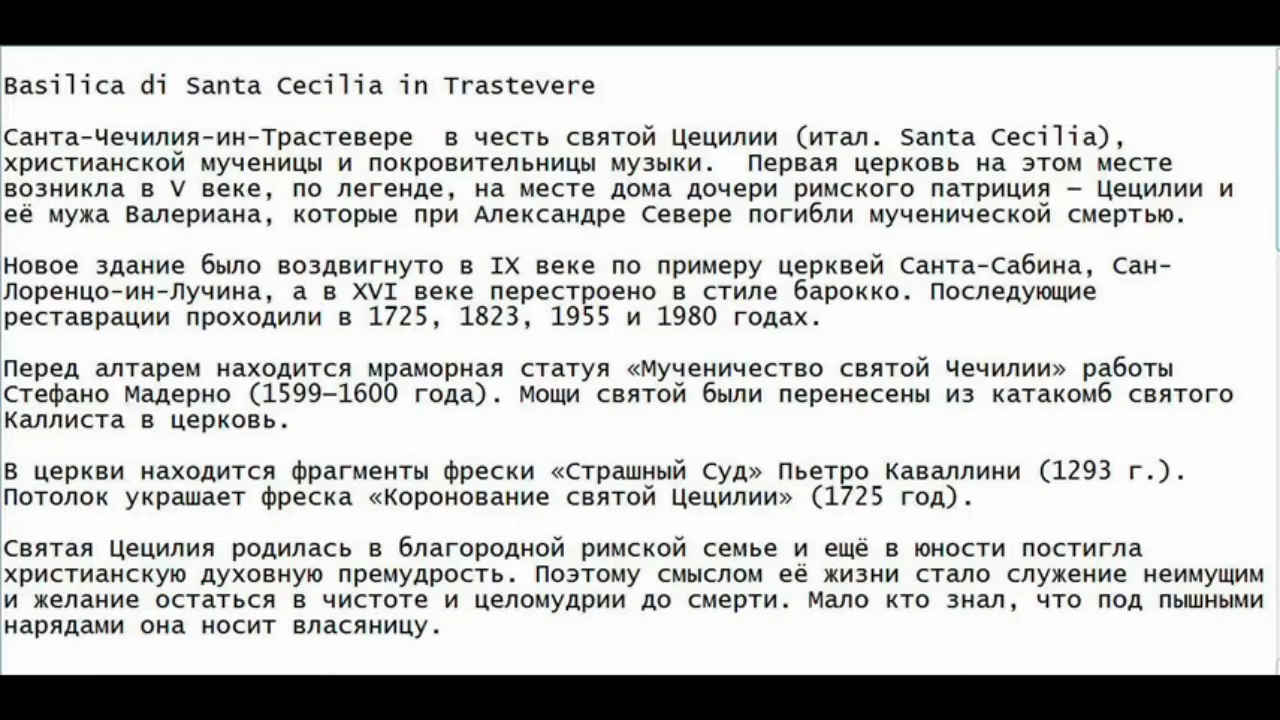 Basilica di Santa Cecilia in Trastevere
Санта-Чечилия-ин-Трастевере  в честь святой Цецилии (итал. Santa Cecilia),
христианской мученицы и покровительницы музыки.  Первая церковь на этом месте
возникла в V веке, по легенде, на месте дома дочери римского патриция – Цецилии и
её мужа Валериана, которые при Александре Севере погибли мученической смертью.
Новое здание было воздвигнуто в IX веке по примеру церквей Санта-Сабина, Сан-
Лоренцо-ин-Лучина, а в XVI веке перестроено в стиле барокко. Последующие
реставрации проходили в 1725, 1823, 1955 и 1980 годах.
Перед алтарем находится мраморная статуя «Мученичество святой Чечилии» работы
Стефано Мадерно (1599–1600 года). Мощи святой были перенесены из катакомб святого
Каллиста в церковь.
В церкви находится фрагменты фрески «Страшный Суд» Пьетро Каваллини (1293 г.).
Потолок украшает фреска «Коронование святой Цецилии» (1725 год).
Святая Цецилия родилась в благородной римской семье и ещё в юности постигла
христианскую духовную премудрость. Поэтому смыслом её жизни стало служение неимущим
и желание остаться в чистоте и целомудрии до смерти. Мало кто знал, что под пышными
нарядами она носит власяницу.